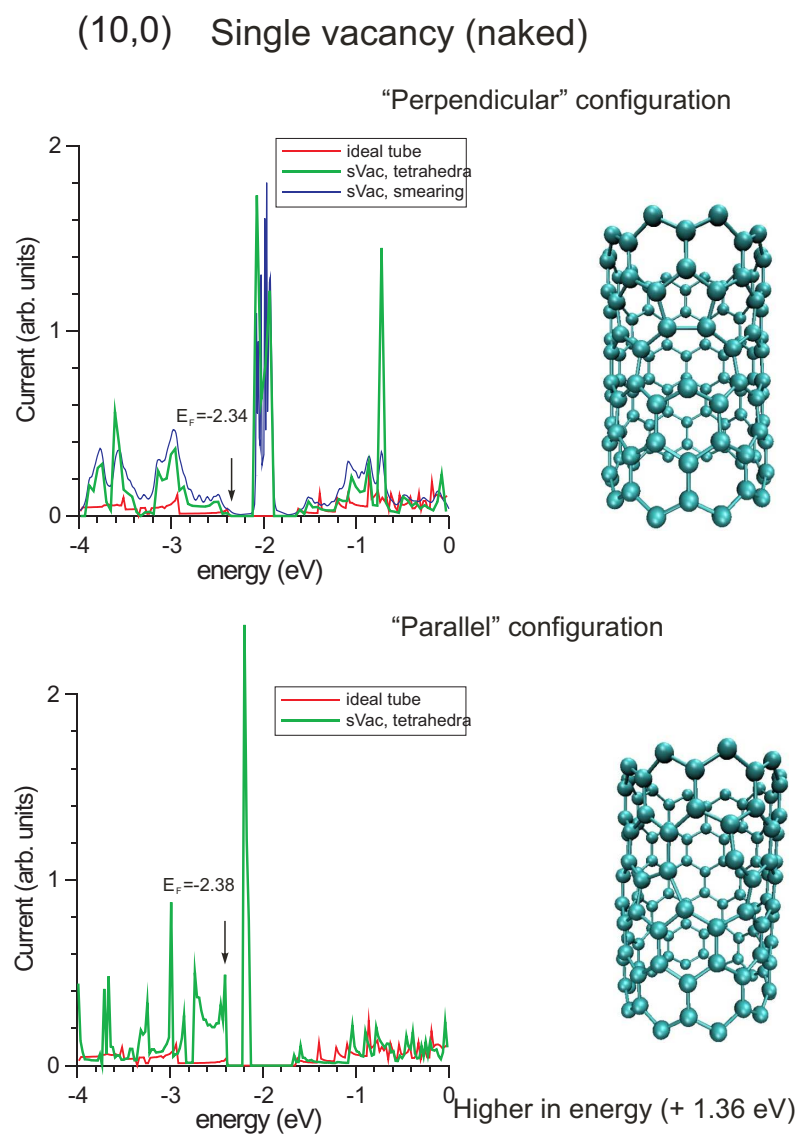 (10,0) Single vacancy (naked)
“Perpendicular” configuration
2
ideal tube
sVac, tetrahedra
sVac, smearing
Current (arb. units)
1
E_F=-2.34
0
-4 -3 -2 -1 0
energy (eV)
“Parallel” configuration
2
ideal tube
sVac, tetrahedra
Current (arb. units)
1
E_F=-2.38
0
-4 -3 -2 -1 0
energy (eV)
Higher in energy (+ 1.36 eV)